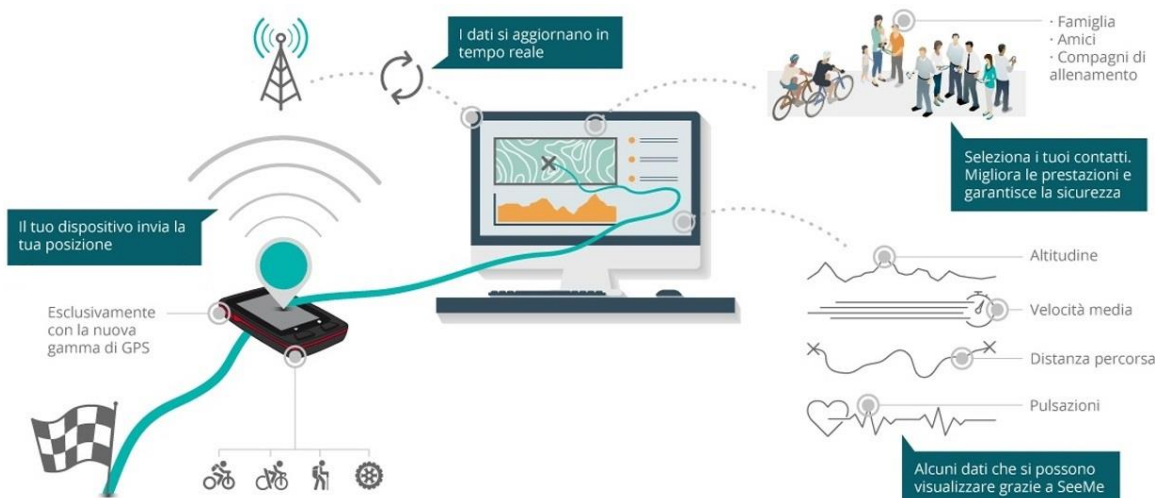 I dati si aggiornano in
tempo reale
· Famiglia
· Amici
· Compagni di
allenamento
Seleziona i tuoi contatti.
Migliora le prestazioni e
garantisce la sicurezza
Il tuo dispositivo invia la
tua posizione
Esclusivamente
con la nuova
gamma di GPS
Altitudine
Velocità media
Distanza percorsa
Pulsazioni
Alcuni dati che si possono
visualizzare grazie a SeeMe